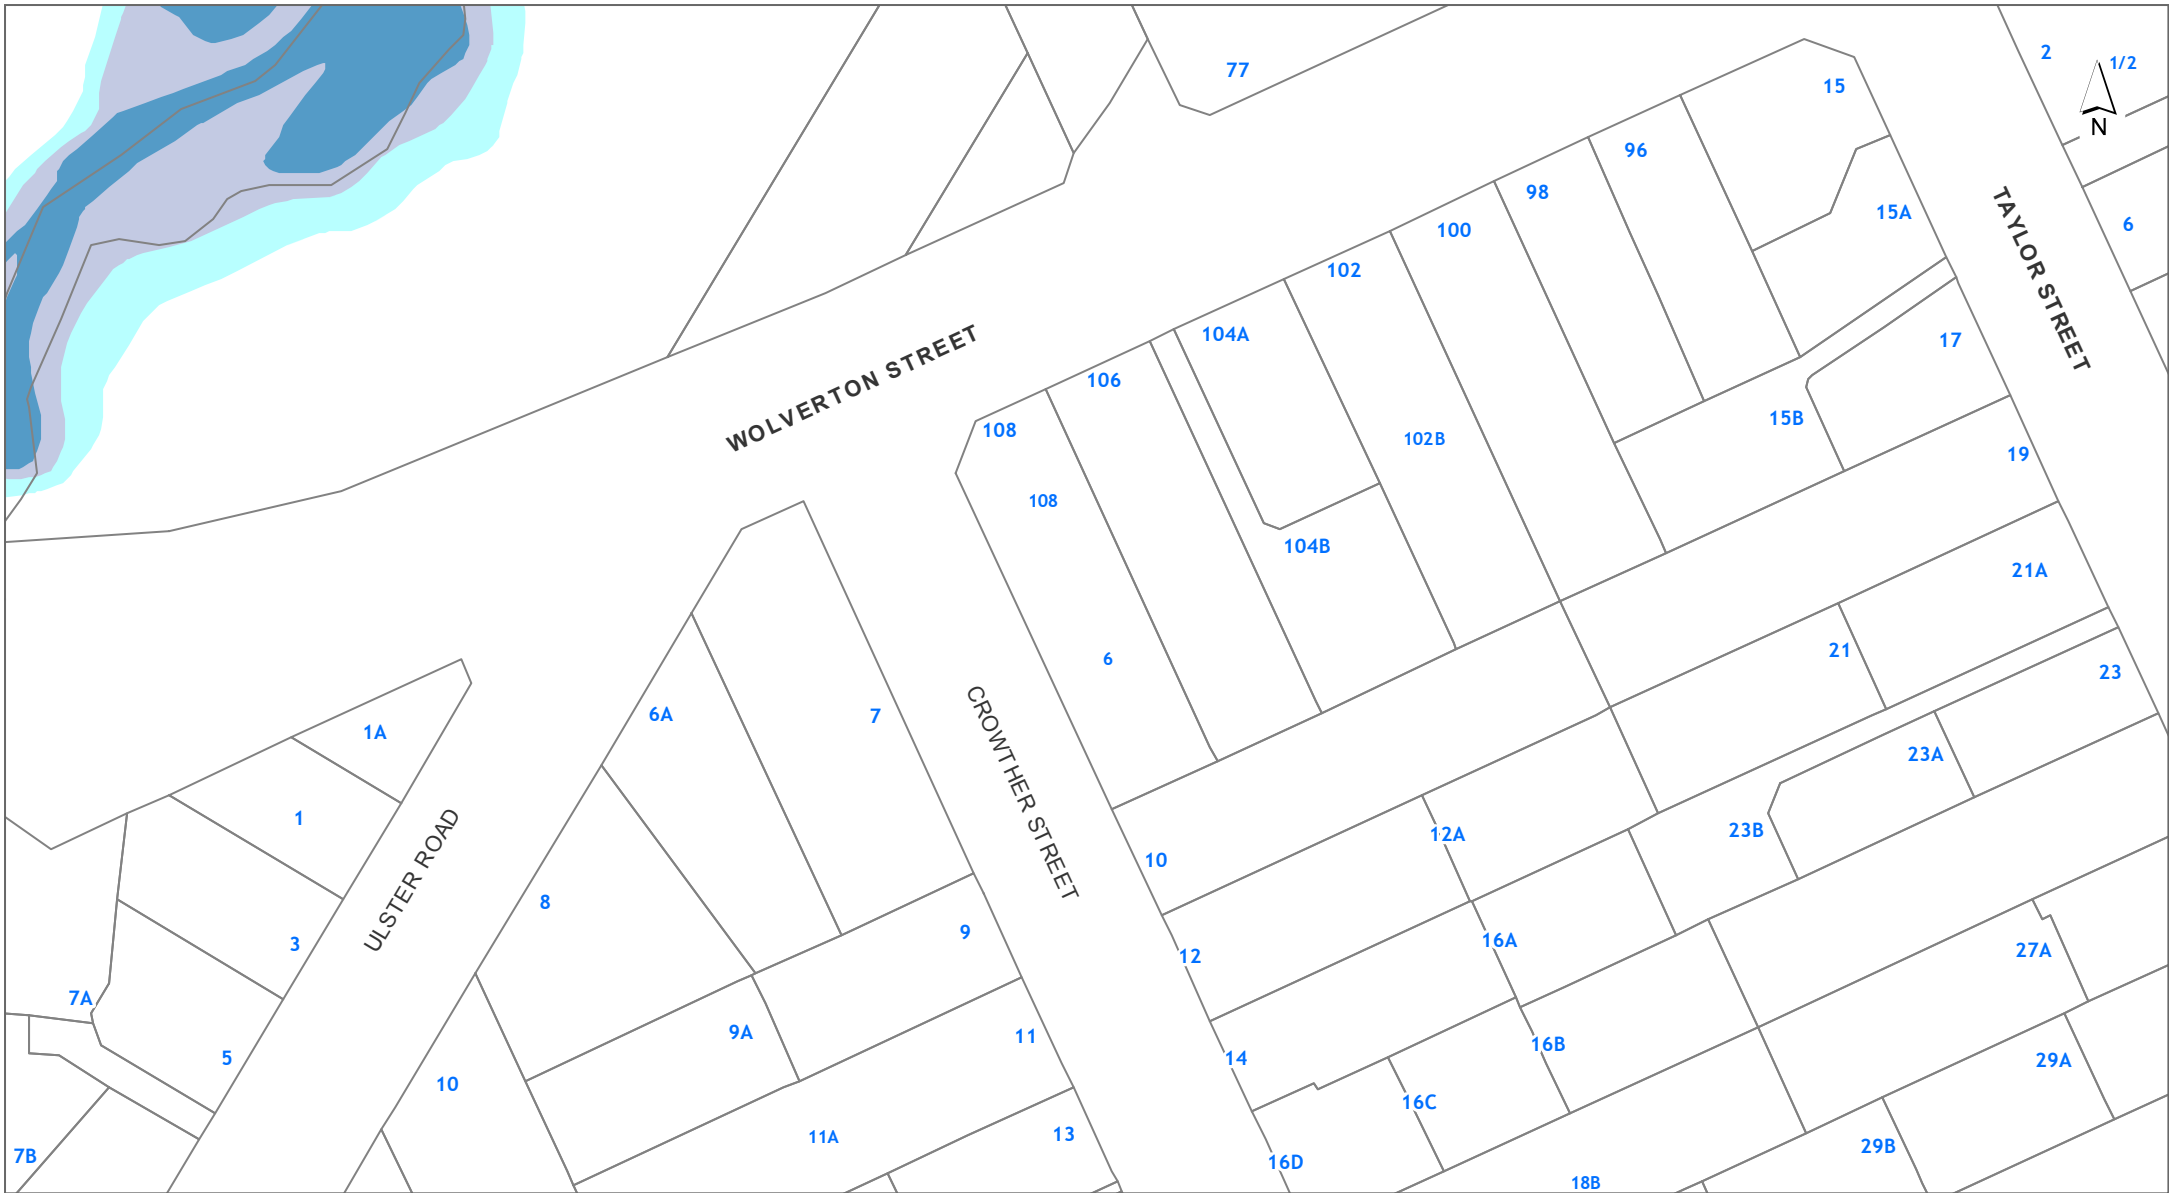 2
1/2
77
15
N
96
98
15A
6
100
TAYLOR STREET
102
104A
17
WOLVERTON STREET
106
15B
108
102B
19
108
104B
21A
21
6
23
6A
7
1A
23A
CROWTHER STREET
1
23B
12A
10
ULSTER ROAD
8
9
16A
3
27A
12
7A
9A
11
16B
5
14
29A
10
16C
11A
13
29B
7B
16D
18B